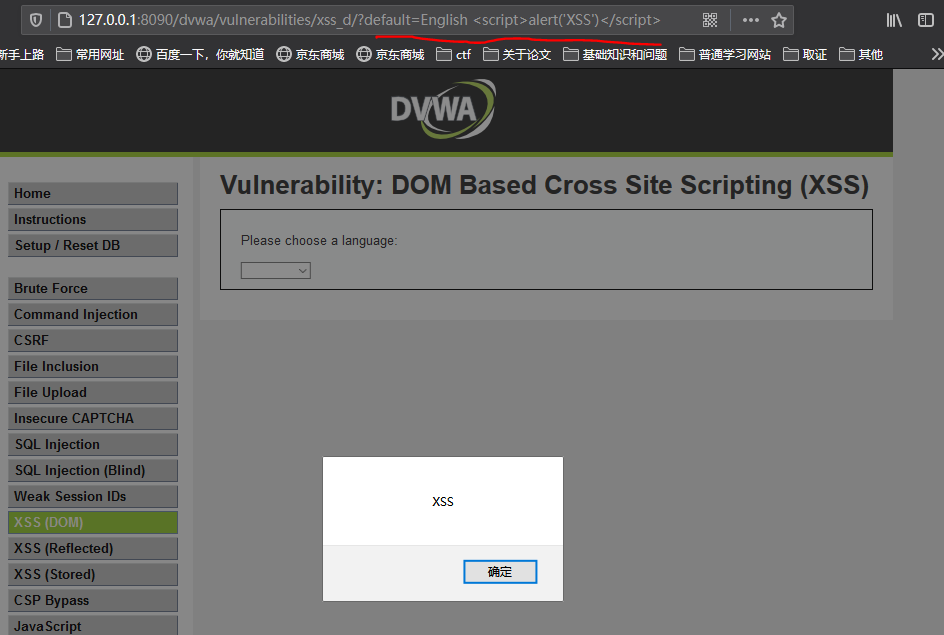 127.0.0.1:8090/dvwa/vulnerabilities/xss_d/?default=English <script>alert('XSS')</script>
新手上路 常用网址 百度一下，你就知道 京东商城 京东商城 ctf 关于论文 基础知识和问题 普通学习网站 取证 其他
DVWA
Vulnerability: DOM Based Cross Site Scripting (XSS)
Please choose a language:
Home
Instructions
Setup / Reset DB
Brute Force
Command Injection
CSRF
File Inclusion
File Upload
Insecure CAPTCHA
SQL Injection
SQL Injection (Blind)
Weak Session IDs
XSS (DOM)
XSS (Reflected)
XSS (Stored)
CSP Bypass
JavaScript
XSS
确定